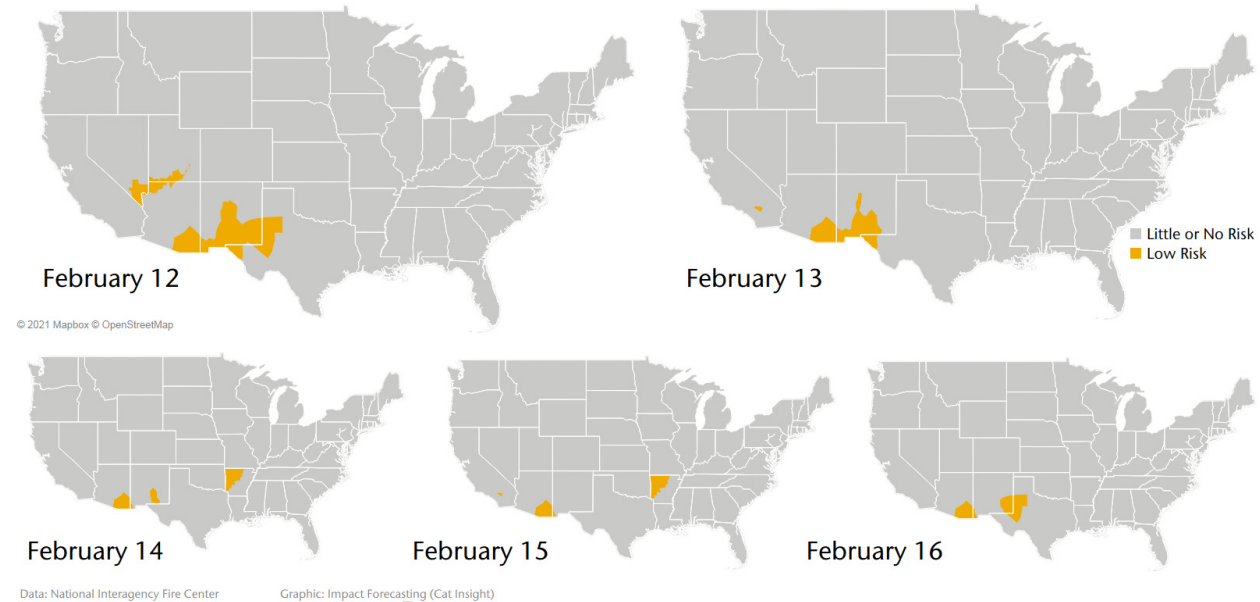 February 12
February 13
Little or No Risk
Low Risk
© 2021 Mapbox © OpenStreetMap
February 14
February 15
February 16
Data: National Interagency Fire Center
Graphic: Impact Forecasting (Cat Insight)